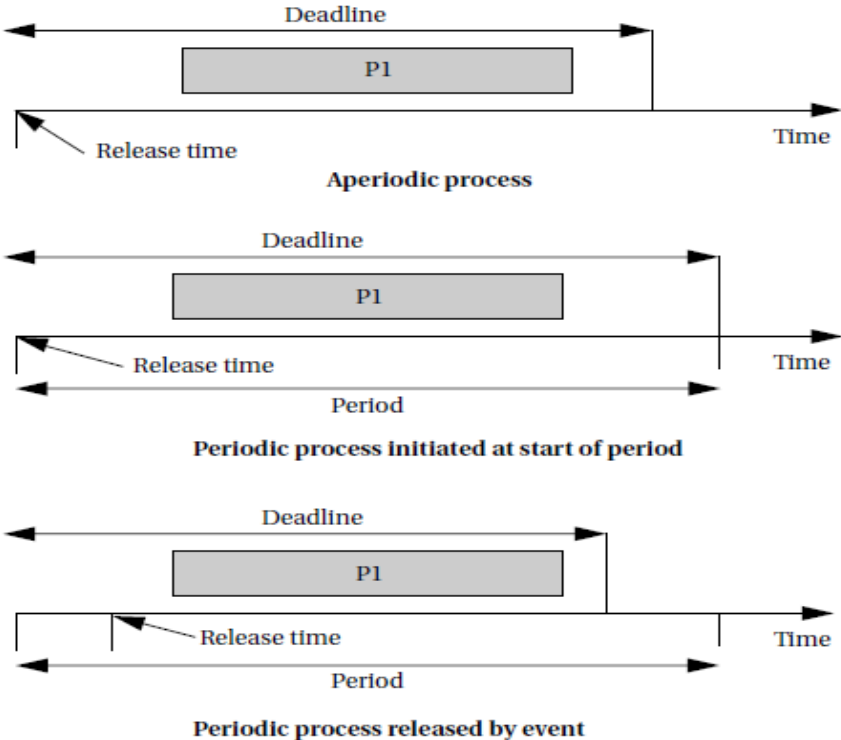 Deadline
P1
Time
Release time
Aperiodic process
Deadline
P1
Time
Release time
Period
Periodic process initiated at start of period
Deadline
P1
Release time
Time
Period
Periodic process released by event